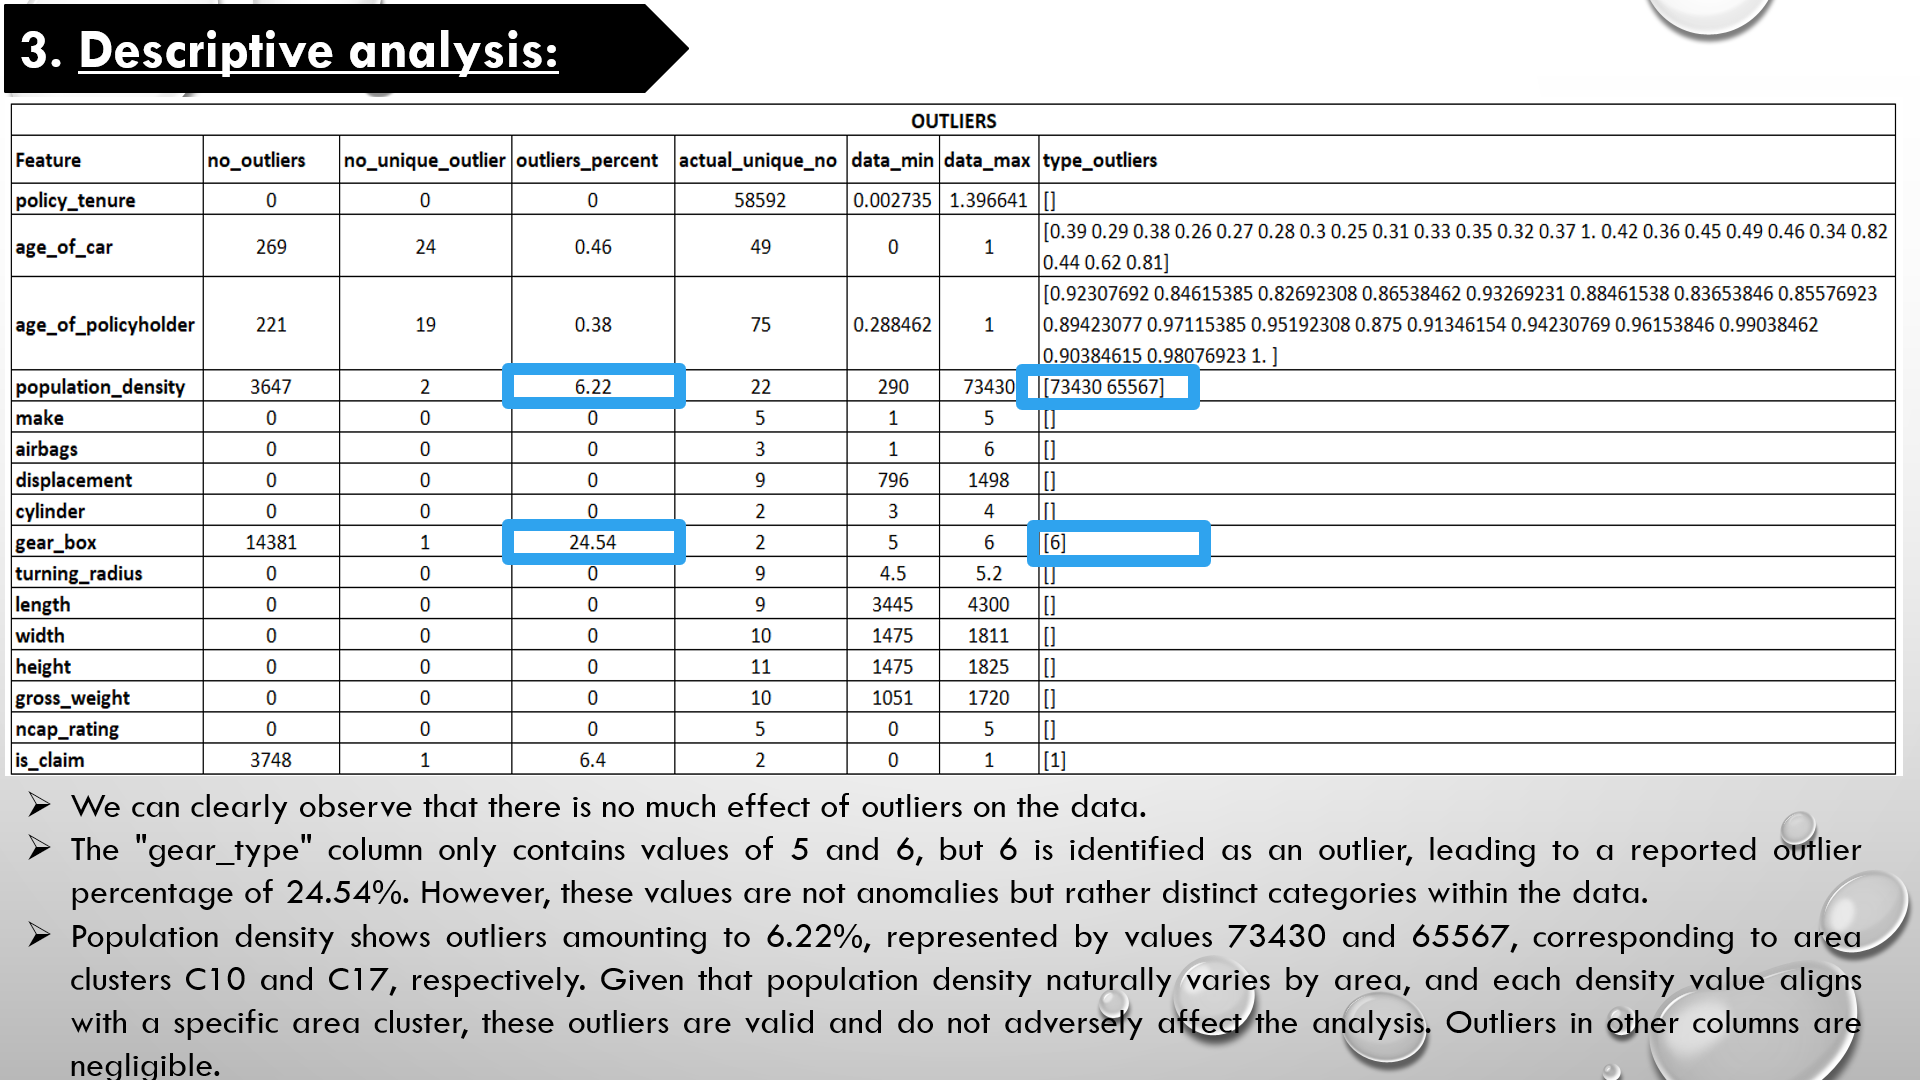 3. Descriptive analysis:
OUTLIERS
Feature no_outliers no_unique_outlier outliers_percent actual_unique_no data_min data_max type_outliers
policy_tenure 0 0 0 58592 0.002735 1.396641 []
age_of_car 269 24 0.46 49 0 1 [0.39 0.29 0.38 0.26 0.27 0.28 0.3 0.25 0.31 0.33 0.35 0.32 0.37 1. 0.42 0.36 0.45 0.49 0.46 0.34 0.82
0.44 0.62 0.81]
age_of_policyholder 221 19 0.38 75 0.288462 1 [0.92307692 0.84615385 0.82692308 0.86538462 0.93269231 0.88461538 0.83653846 0.85576923
0.89423077 0.97115385 0.95192308 0.875 0.91346154 0.94230769 0.96153846 0.99038462
0.90384615 0.98076923 1. ]
population_density 3647 2 6.22 22 290 73430 [73430 65567]
make 0 0 0 5 1 5 []
airbags 0 0 0 3 1 6 []
displacement 0 0 0 9 796 1498 []
cylinder 0 0 0 2 3 4 []
gear_box 14381 1 24.54 2 5 6 [6]
turning_radius 0 0 0 9 4.5 5.2 []
length 0 0 0 9 3445 4300 []
width 0 0 0 10 1475 1811 []
height 0 0 0 11 1475 1825 []
gross_weight 0 0 0 10 1051 1720 []
ncap_rating 0 0 0 5 0 5 []
is_claim 3748 1 6.4 2 0 1 [1]
We can clearly observe that there is no much effect of outliers on the data.
The "gear_type" column only contains values of 5 and 6, but 6 is identified as an outlier, leading to a reported outlier
percentage of 24.54%. However, these values are not anomalies but rather distinct categories within the data.
Population density shows outliers amounting to 6.22%, represented by values 73430 and 65567, corresponding to area
clusters C10 and C17, respectively. Given that population density naturally varies by area, and each density value aligns
with a specific area cluster, these outliers are valid and do not adversely affect the analysis. Outliers in other columns are
negligible.